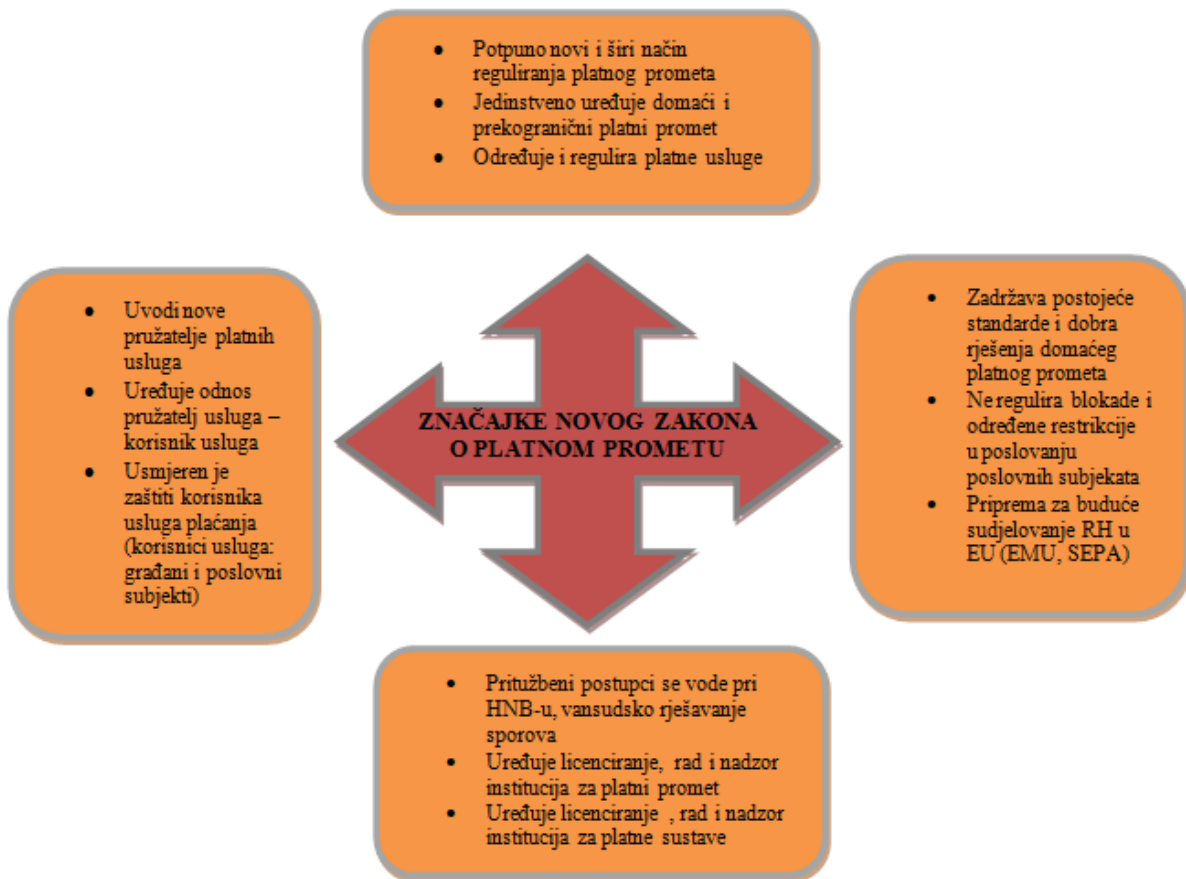 • Potpuno novi i širi način
reguliranja platnog prometa
• Jedinstveno uređuje domaći i
prekogranični platni promet
• Određuje i regulira platne usluge
• Uvodi nove
pružatelje platnih
usluga
• Uređuje odnos
pružatelj usluga –
korisnik usluga
• Usmjeren je
zaštiti korisnika
usluga plaćanja
(korisnici usluga:
građani i poslovni
subjekti)
ZNAČAJKE NOVOG ZAKONA
O PLATNOM PROMETU
• Zadržava postojeće
standarde i dobra
rješenja domaćeg
platnog prometa
• Ne regulira blokade i
određene restrikcije
u poslovanju
poslovnih subjekata
• Priprema za buduće
sudjelovanje RH u
EU (EMU, SEPA)
• Pritužbeni postupci se vode pri
HNB-u, vansudsko rješavanje
sporova
• Uređuje licenciranje, rad i nadzor
institucija za platni promet
• Uređuje licenciranje , rad i nadzor
institucija za platne sustave